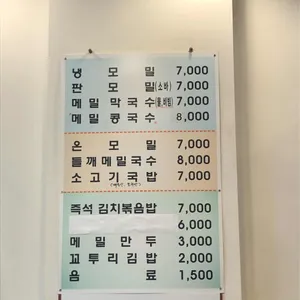 냉 모 밀 7,000
판 모 밀 (소바) 7,000
메밀 막국수 (물,비빔) 7,000
메밀 콩국수 8,000
온 모 밀 7,000
들깨메밀국수 8,000
소고기국밥 7,000
즉석 김치볶음밥 7,000
6,000
메 밀 만 두 3,000
꼬투리김밥 2,000
음 료 1,500